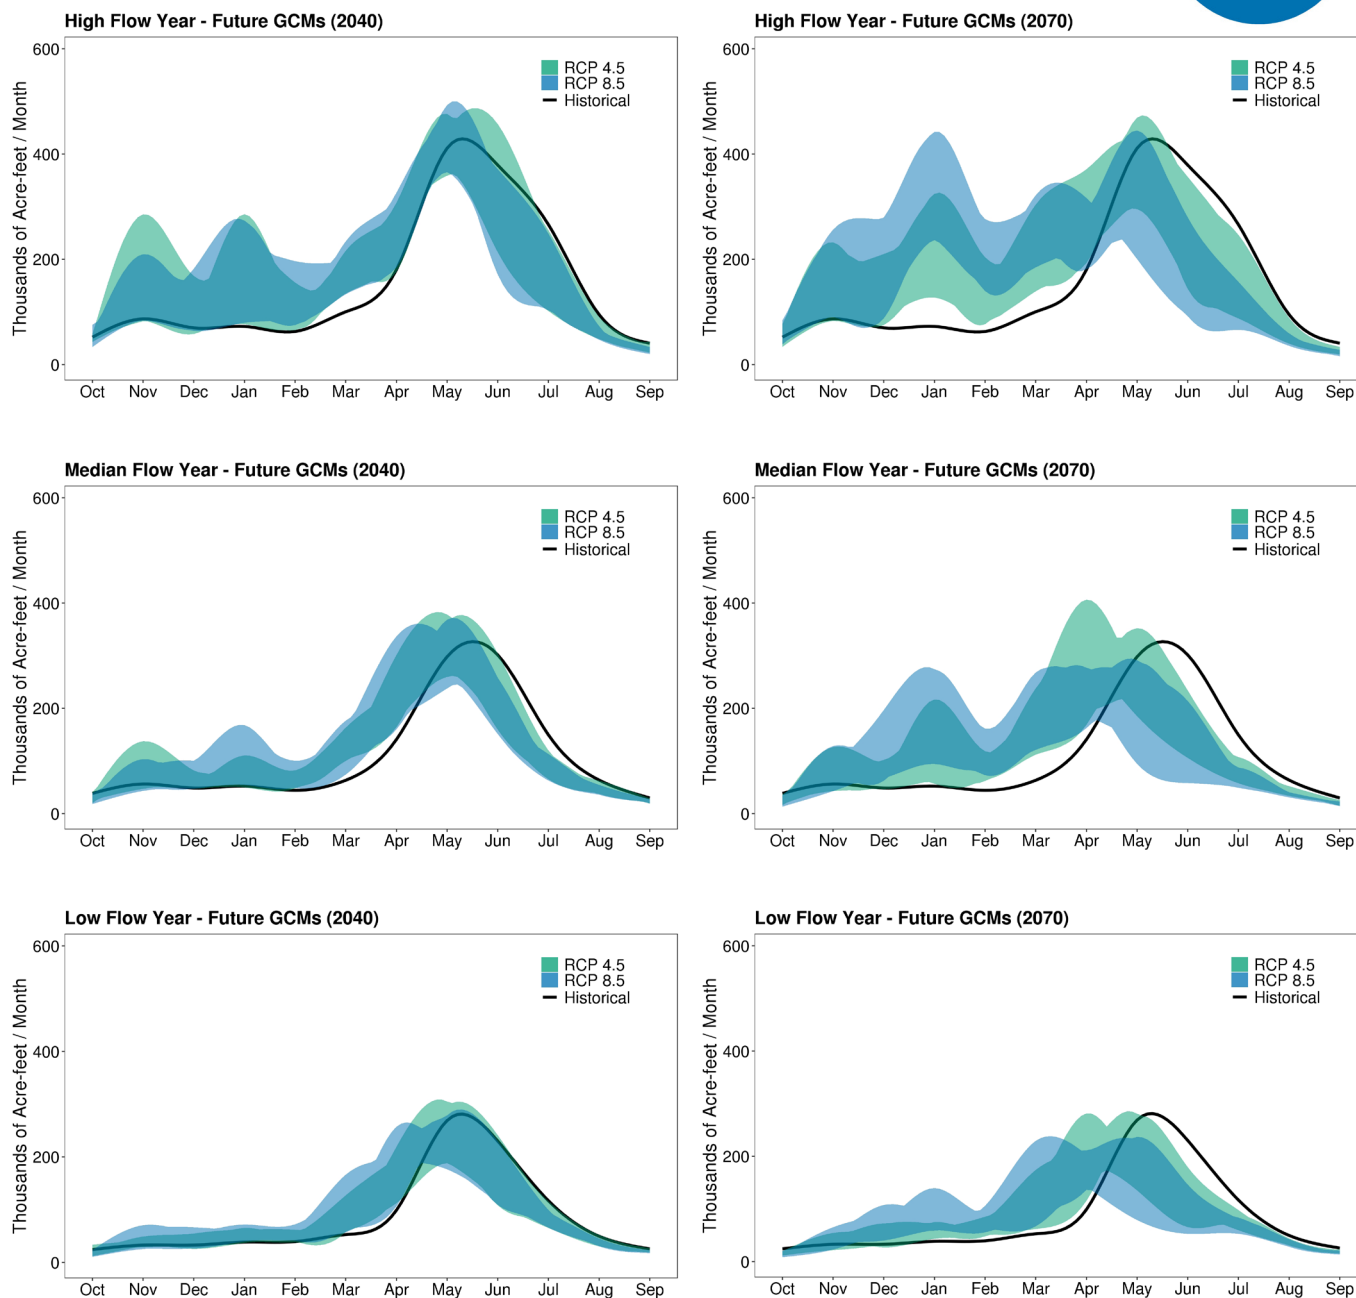 High Flow Year - Future GCMs (2040)
Thousands of Acre-feet / Month
600
400
200
0
RCP 4.5
RCP 8.5
Historical
Oct Nov Dec Jan Feb Mar Apr May Jun Jul Aug Sep
High Flow Year - Future GCMs (2070)
Thousands of Acre-feet / Month
600
400
200
0
RCP 4.5
RCP 8.5
Historical
Oct Nov Dec Jan Feb Mar Apr May Jun Jul Aug Sep
Median Flow Year - Future GCMs (2040)
Thousands of Acre-feet / Month
600
400
200
0
RCP 4.5
RCP 8.5
Historical
Oct Nov Dec Jan Feb Mar Apr May Jun Jul Aug Sep
Median Flow Year - Future GCMs (2070)
Thousands of Acre-feet / Month
600
400
200
0
RCP 4.5
RCP 8.5
Historical
Oct Nov Dec Jan Feb Mar Apr May Jun Jul Aug Sep
Low Flow Year - Future GCMs (2040)
Thousands of Acre-feet / Month
600
400
200
0
RCP 4.5
RCP 8.5
Historical
Oct Nov Dec Jan Feb Mar Apr May Jun Jul Aug Sep
Low Flow Year - Future GCMs (2070)
Thousands of Acre-feet / Month
600
400
200
0
RCP 4.5
RCP 8.5
Historical
Oct Nov Dec Jan Feb Mar Apr May Jun Jul Aug Sep